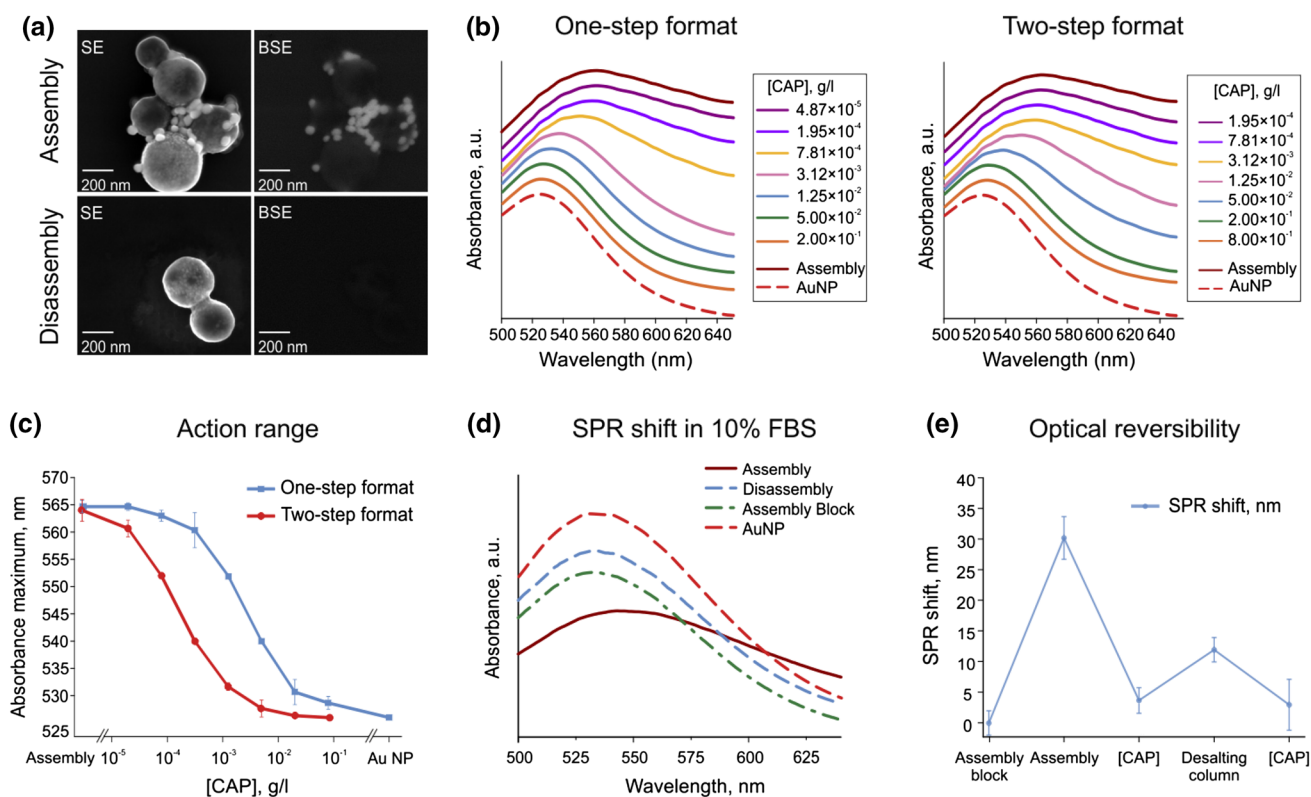 (a)
Assembly
SE
200 nm
BSE
200 nm
Disassembly
SE
200 nm
BSE
200 nm
(b)
One-step format
Absorbance, a.u.
500 520 540 560 580 600 620 640
Wavelength (nm)
[CAP], g/l
4.87×10⁻⁵
1.95×10⁻⁴
7.81×10⁻⁴
3.12×10⁻³
1.25×10⁻²
5.00×10⁻²
2.00×10⁻¹
Assembly
AuNP
Two-step format
Absorbance, a.u.
500 520 540 560 580 600 620 640
Wavelength (nm)
[CAP], g/l
1.95×10⁻⁴
7.81×10⁻⁴
3.12×10⁻³
1.25×10⁻²
5.00×10⁻²
2.00×10⁻¹
8.00×10⁻¹
Assembly
AuNP
(c)
Action range
Absorbance maximum, nm
570
565
560
555
550
545
540
535
530
525
One-step format
Two-step format
Assembly 10⁻⁵ 10⁻⁴ 10⁻³ 10⁻² 10⁻¹ Au NP
[CAP], g/l
(d)
SPR shift in 10% FBS
Absorbance, a.u.
Assembly
Disassembly
Assembly Block
AuNP
500 525 550 575 600 625
Wavelength, nm
(e)
Optical reversibility
SPR shift, nm
40
35
30
25
30
15
10
5
0
SPR shift, nm
Assembly block
Assembly
[CAP]
Desalting column
[CAP]